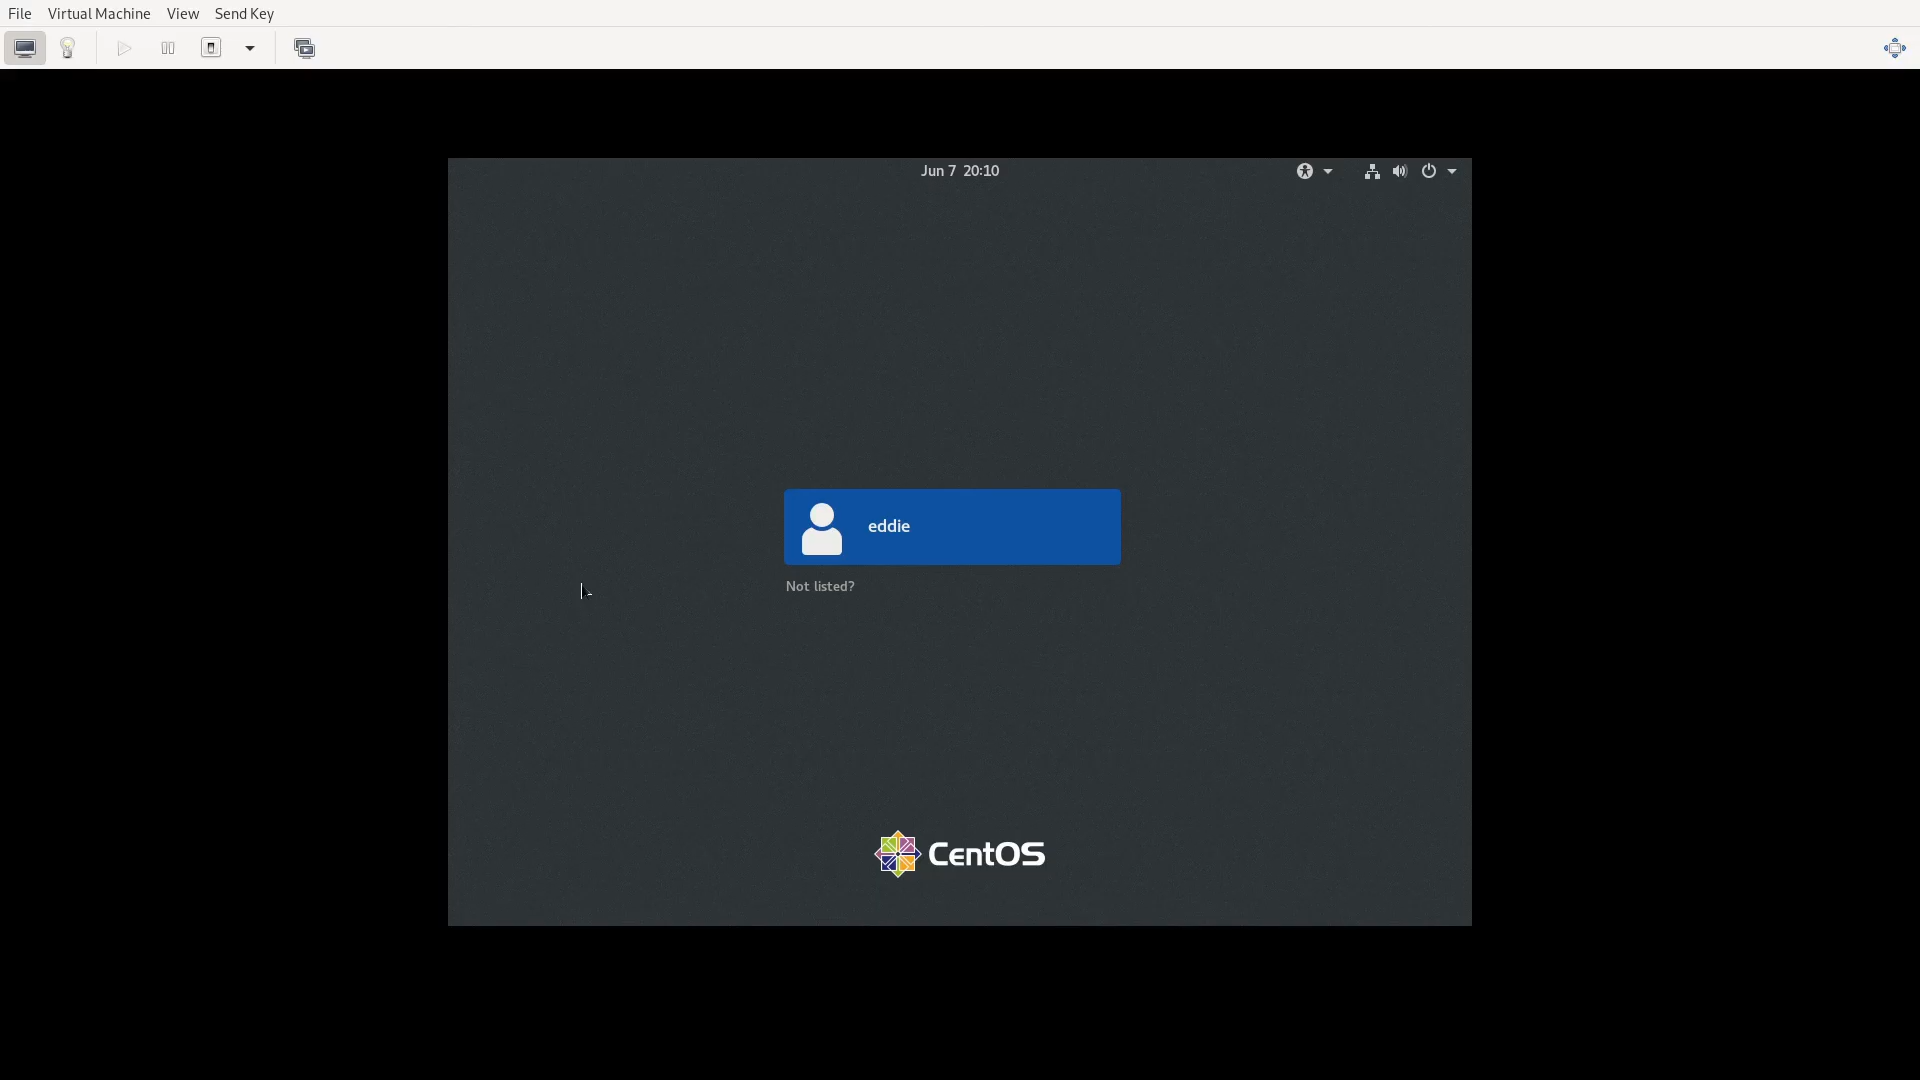 File Virtual Machine View Send Key
Jun 7 20:10
eddie
Not listed?
CentOS